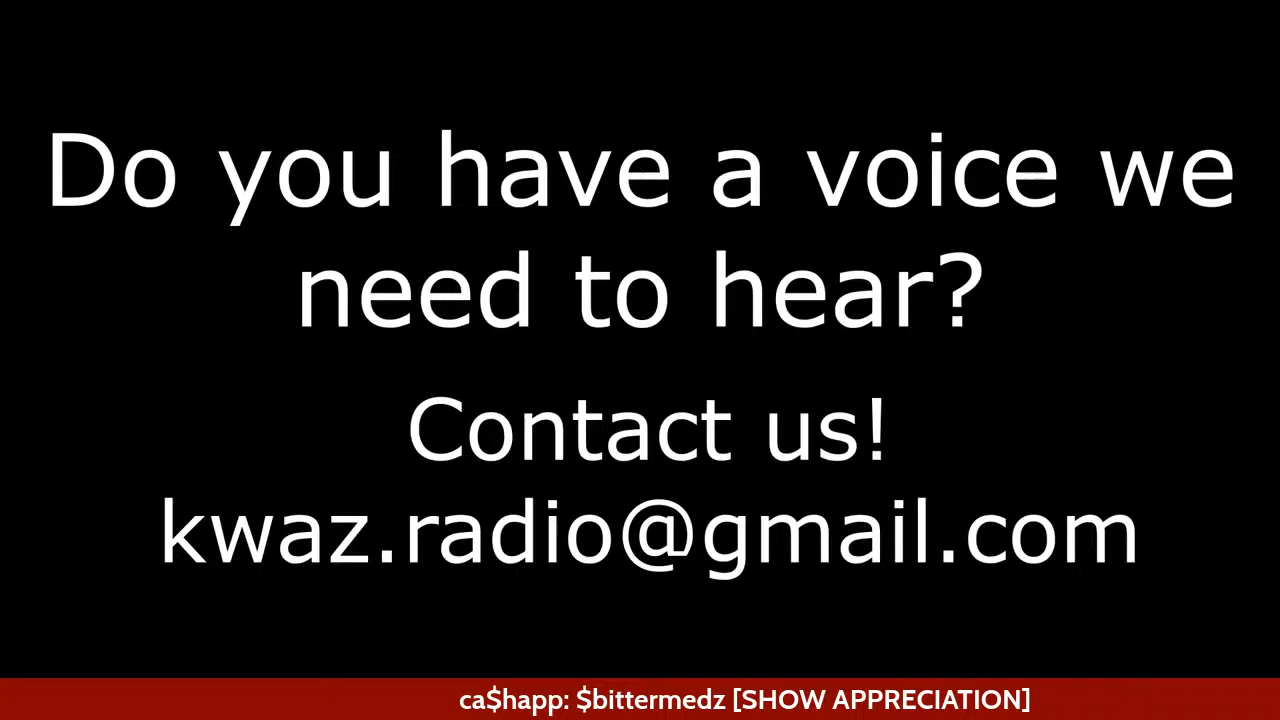 Do you have a voice we
need to hear?
Contact us!
kwaz.radio@gmail.com
ca$happ: $bittermedz [SHOW APPRECIATION]